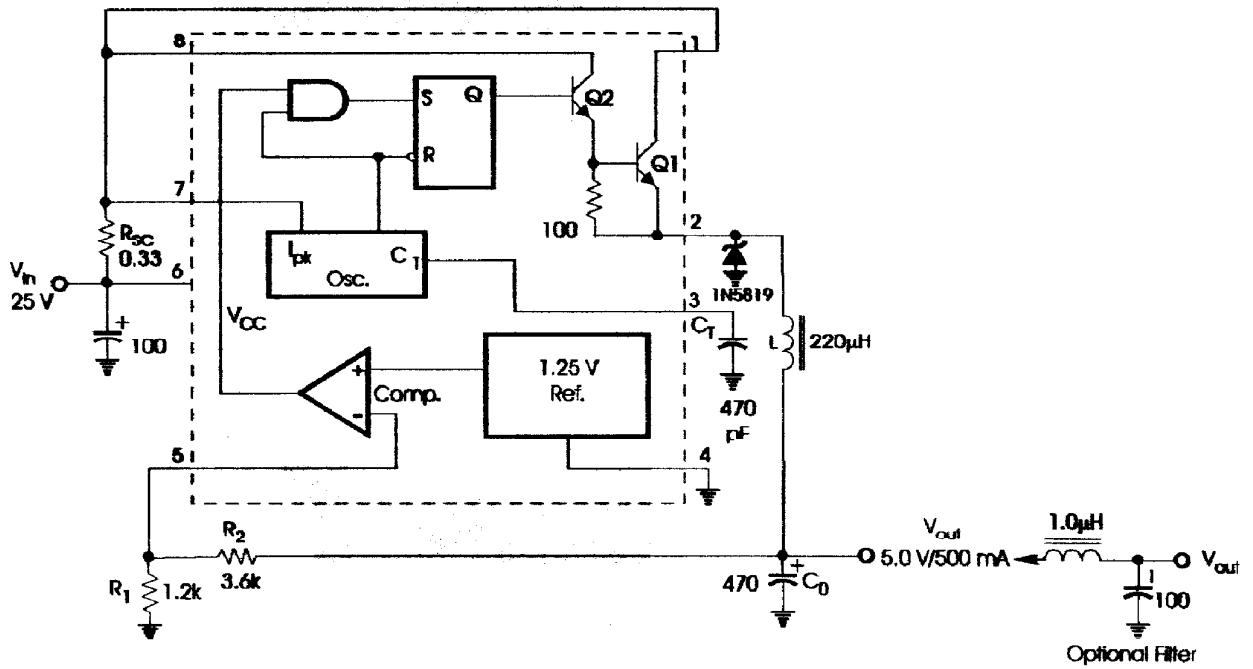 8
1
S Q
Q2
R
Q1
7
100
2
R_SC
0.33
I_pk
C_T
Osc.
V_in
25 V
6
1N5819
3
V_CC
C_T
L
220μH
100
+
1.25 V
Ref.
+
Comp.
-
470
pF
5
4
R_2
3.6k
V_out
5.0 V/500 mA
1.0μH
V_out
R_1
1.2k
470
+
C_0
100
Optional Filter